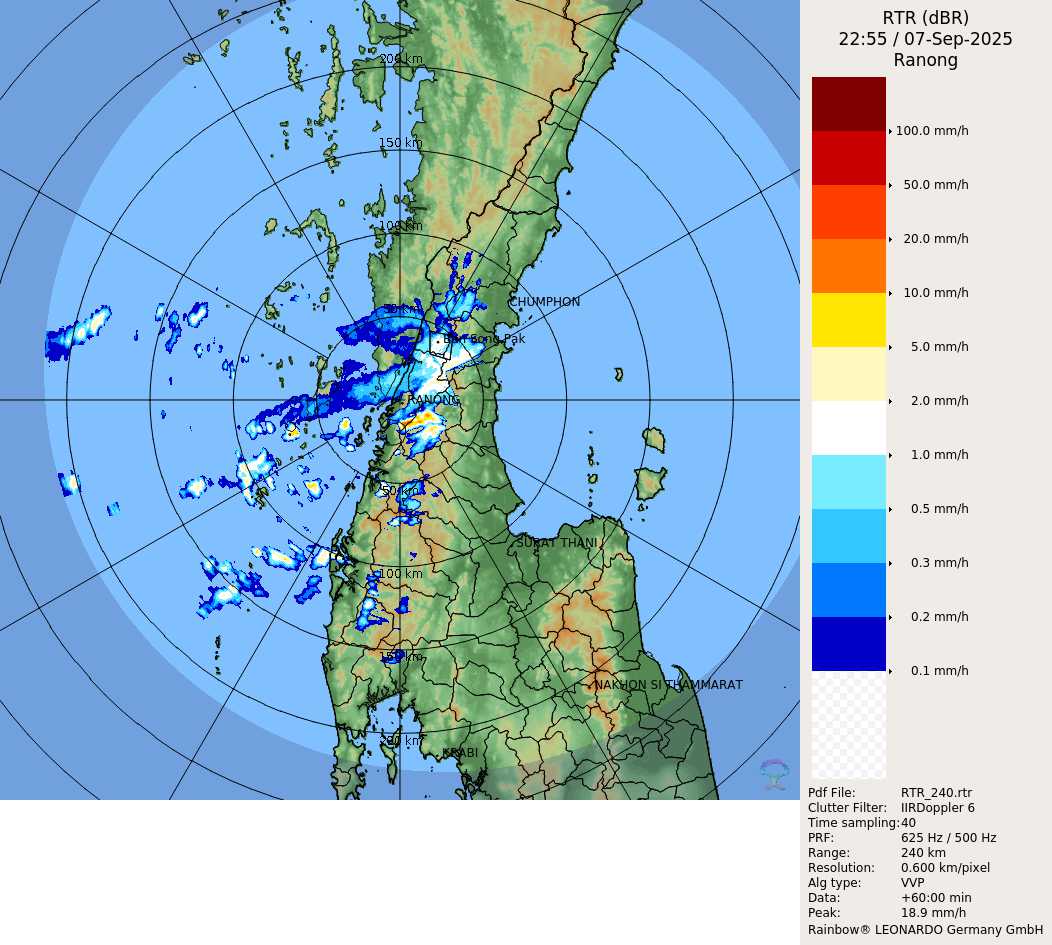 RTR (dBR)
22:55 / 07-Sep-2025
Ranong
100.0 mm/h
50.0 mm/h
20.0 mm/h
10.0 mm/h
5.0 mm/h
2.0 mm/h
1.0 mm/h
0.5 mm/h
0.3 mm/h
0.2 mm/h
0.1 mm/h
Pdf File: RTR_240.rtr
Clutter Filter: IIRDoppler 6
Time sampling: 40
PRF: 625 Hz / 500 Hz
Range: 240 km
Resolution: 0.600 km/pixel
Alg type: VVP
Data: +60:00 min
Peak: 18.9 mm/h
Rainbow® LEONARDO Germany GmbH
200 km
150 km
100 km
CHUMPHON
50 km
Ban Song Pak
RANONG
50 km
SURAT THANI
100 km
150 km
NAKHON SI THAMMARAT
200 km
KRABI